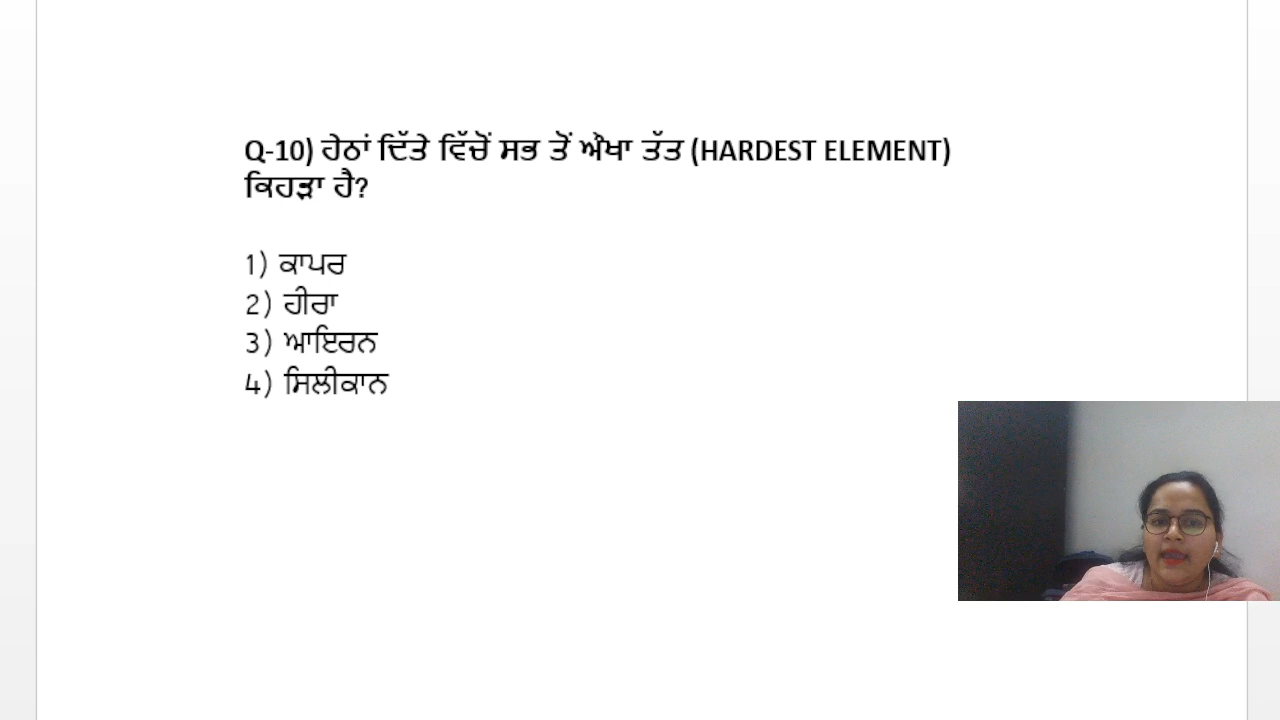 Q-10) ਹੇਠਾਂ ਦਿੱਤੇ ਵਿੱਚੋਂ ਸਭ ਤੋਂ ਔਖਾ ਤੱਤ (HARDEST ELEMENT)
ਕਿਹੜਾ ਹੈ?
1) ਕਾਪਰ
2) ਹੀਰਾ
3) ਆਇਰਨ
4) ਸਿਲੀਕਾਨ